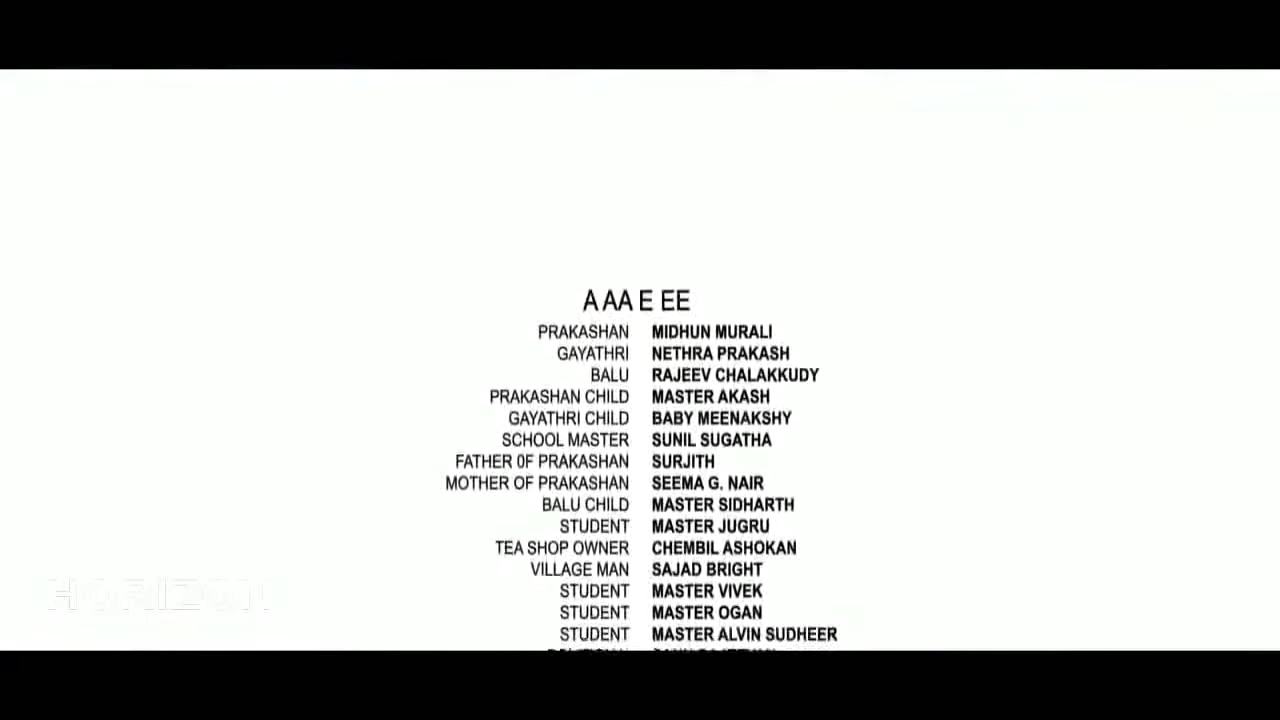 A AA E EE
PRAKASHAN MIDHUN MURALI
GAYATHRI NETHRA PRAKASH
BALU RAJEEV CHALAKKUDY
PRAKASHAN CHILD MASTER AKASH
GAYATHRI CHILD BABY MEENAKSHY
SCHOOL MASTER SUNIL SUGATHA
FATHER 0F PRAKASHAN SURJITH
MOTHER OF PRAKASHAN SEEMA G. NAIR
BALU CHILD MASTER SIDHARTH
STUDENT MASTER JUGRU
TEA SHOP OWNER CHEMBIL ASHOKAN
VILLAGE MAN SAJAD BRIGHT
STUDENT MASTER VIVEK
HORIZON
STUDENT MASTER OGAN
STUDENT MASTER ALVIN SUDHEER